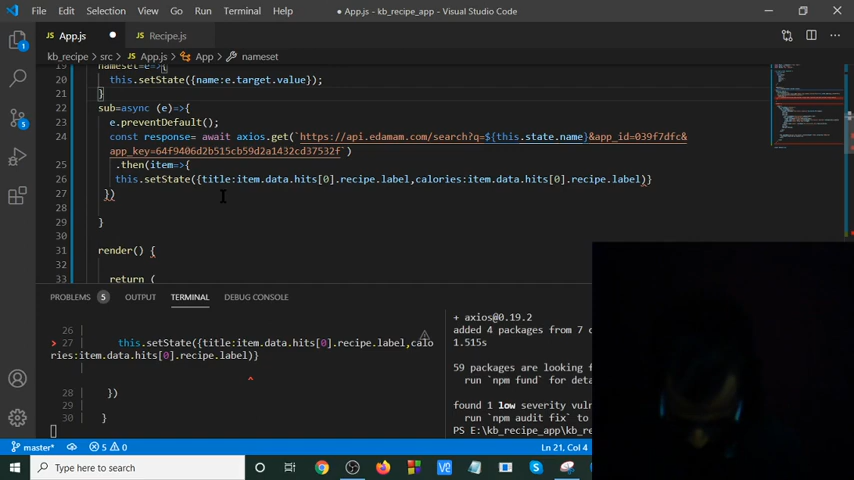 File Edit Selection View Go Run Terminal Help ● App.js - kb_recipe_app - Visual Studio Code
App.js ● Recipe.js
kb_recipe > src > App.js > App > nameset
19 nameset=e=>{
20 this.setState({name:e.target.value});
21 }
22 sub=async (e)=>{
23 e.preventDefault();
24 const response= await axios.get(`https://api.edamam.com/search?q=${this.state.name}&app_id=039f7dfc&
app_key=64f9406d2b515cb59d2a1432cd37532f`)
25 .then(item=>{
26 this.setState({title:item.data.hits[0].recipe.label,calories:item.data.hits[0].recipe.label)}
27 })
28
29 }
30
31 render() {
32
33 return (
PROBLEMS 5 OUTPUT TERMINAL DEBUG CONSOLE
26 |
> 27 | this.setState({title:item.data.hits[0].recipe.label,calo
ries:item.data.hits[0].recipe.label)}
| ^
28 | })
29 |
30 | }
+ axios@0.19.2
added 4 packages from 7 c
1.515s
59 packages are looking f
run `npm fund` for deta
found 1 low severity vuln
run `npm audit fix` to
PS E:\kb_recipe_app\kb_re
master* 5 0 Ln 21, Col 4
Type here to search